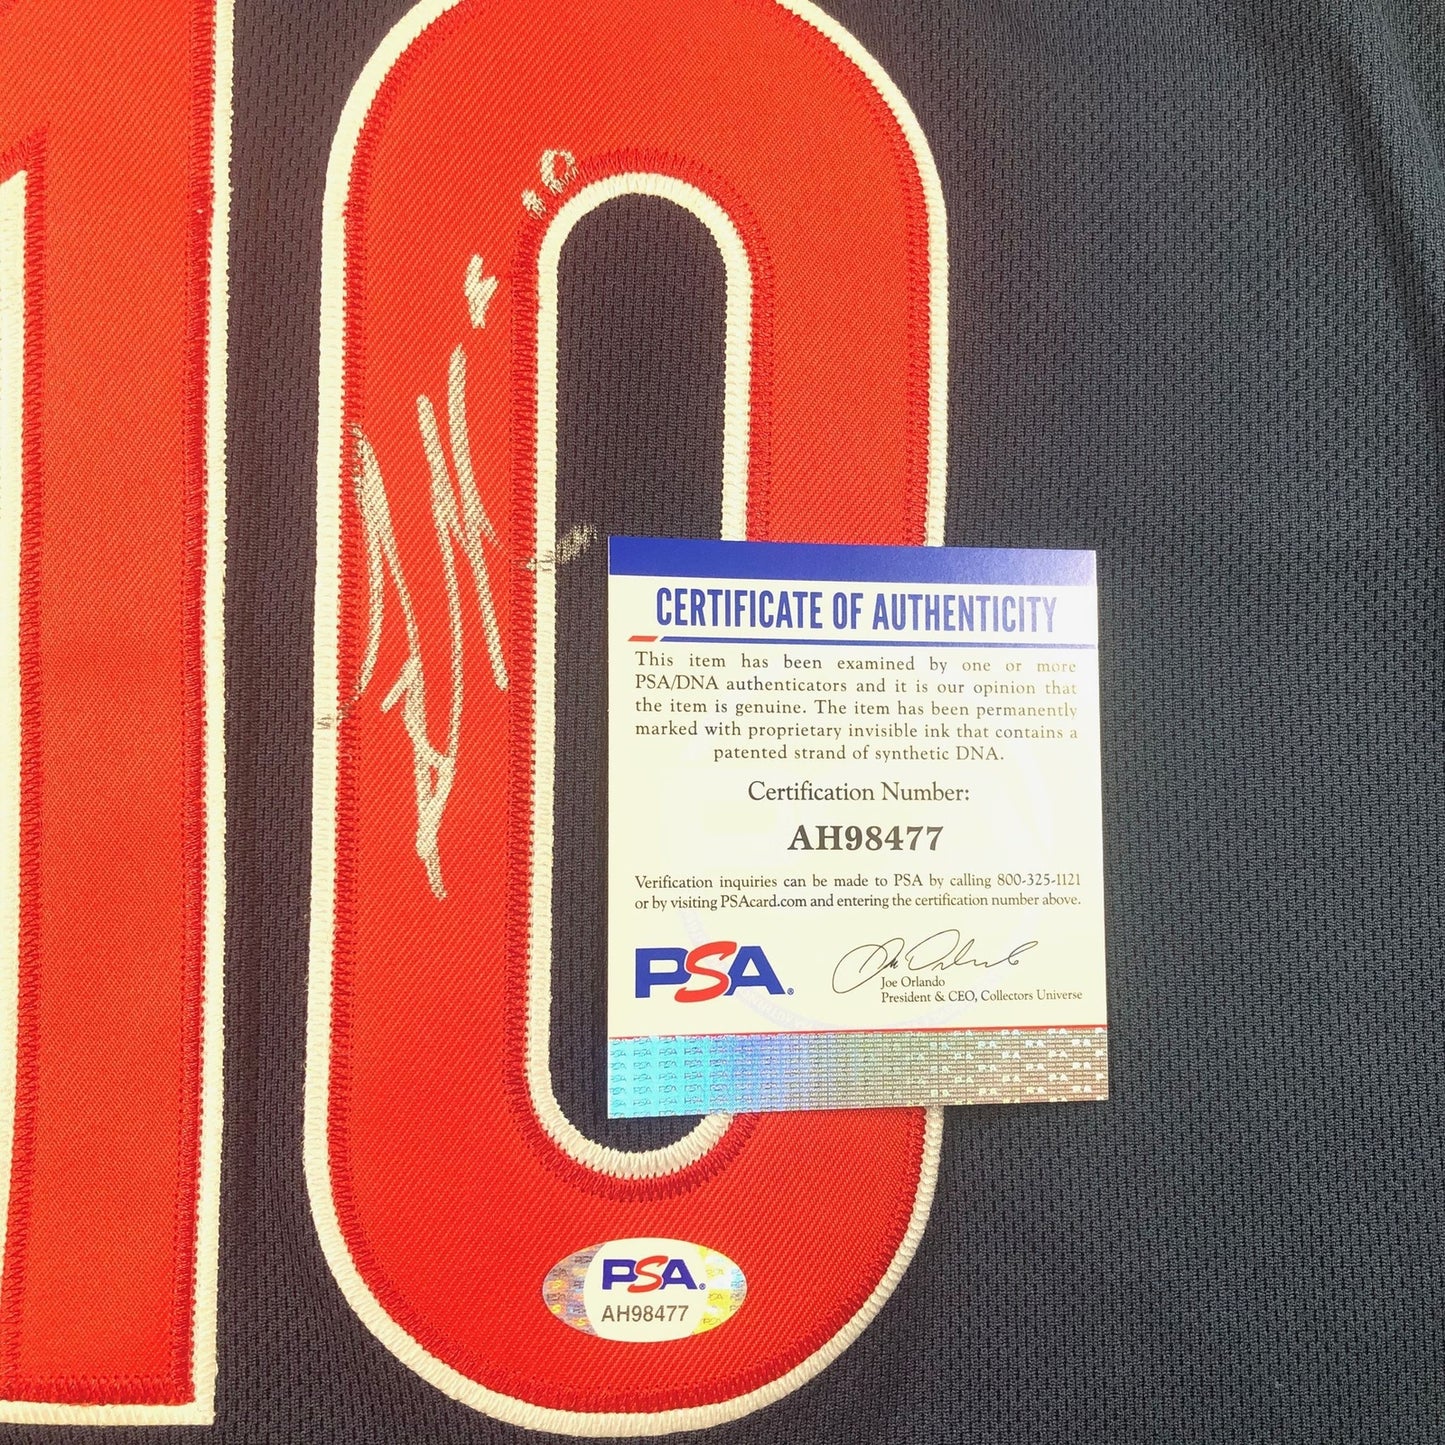 10
CERTIFICATE OF AUTHENTICITY
This item has been examined by one or more
PSA/DNA authenticators and it is our opinion that
the item is genuine. The item has been permanently
marked with proprietary invisible ink that contains a
patented strand of synthetic DNA.
Certification Number:
AH98477
Verification inquiries can be made to PSA by calling 800-325-1121
or by visiting PSAcard.com and entering the certification number above.
PSA®
Joe Orlando
President & CEO, Collectors Universe
PSA®
AH98477